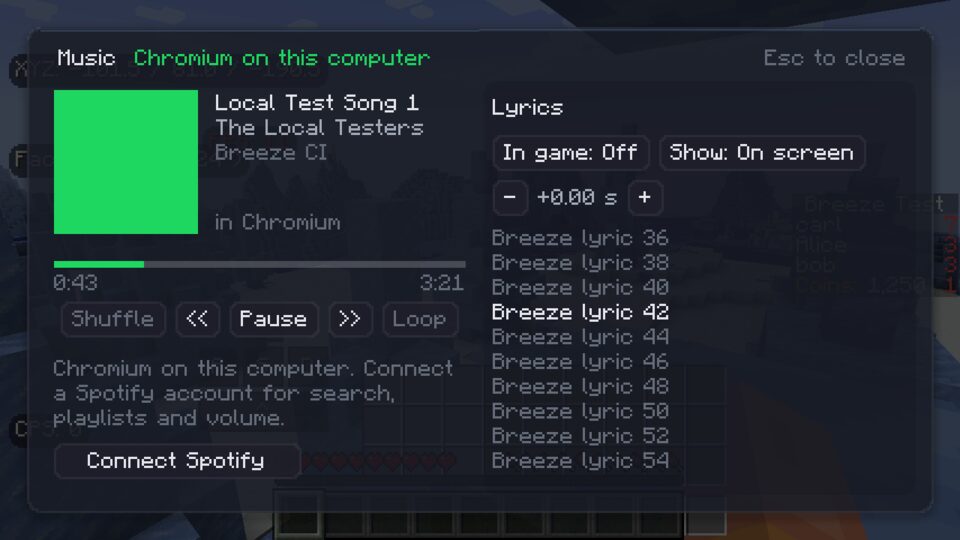 Music Chromium on this computer
Esc to close
Local Test Song 1
The Local Testers
Breeze CI
in Chromium
0:43
3:21
Shuffle
<<
Pause
>>
Loop
Chromium on this computer. Connect
a Spotify account for search,
playlists and volume.
Connect Spotify
Lyrics
In game: Off
Show: On screen
-
+0.00 s
+
Breeze lyric 36
Breeze lyric 38
Breeze lyric 40
Breeze lyric 42
Breeze lyric 44
Breeze lyric 46
Breeze lyric 48
Breeze lyric 50
Breeze lyric 52
Breeze lyric 54
Breeze Test
carl
Alice
bob
Coins: 1,250